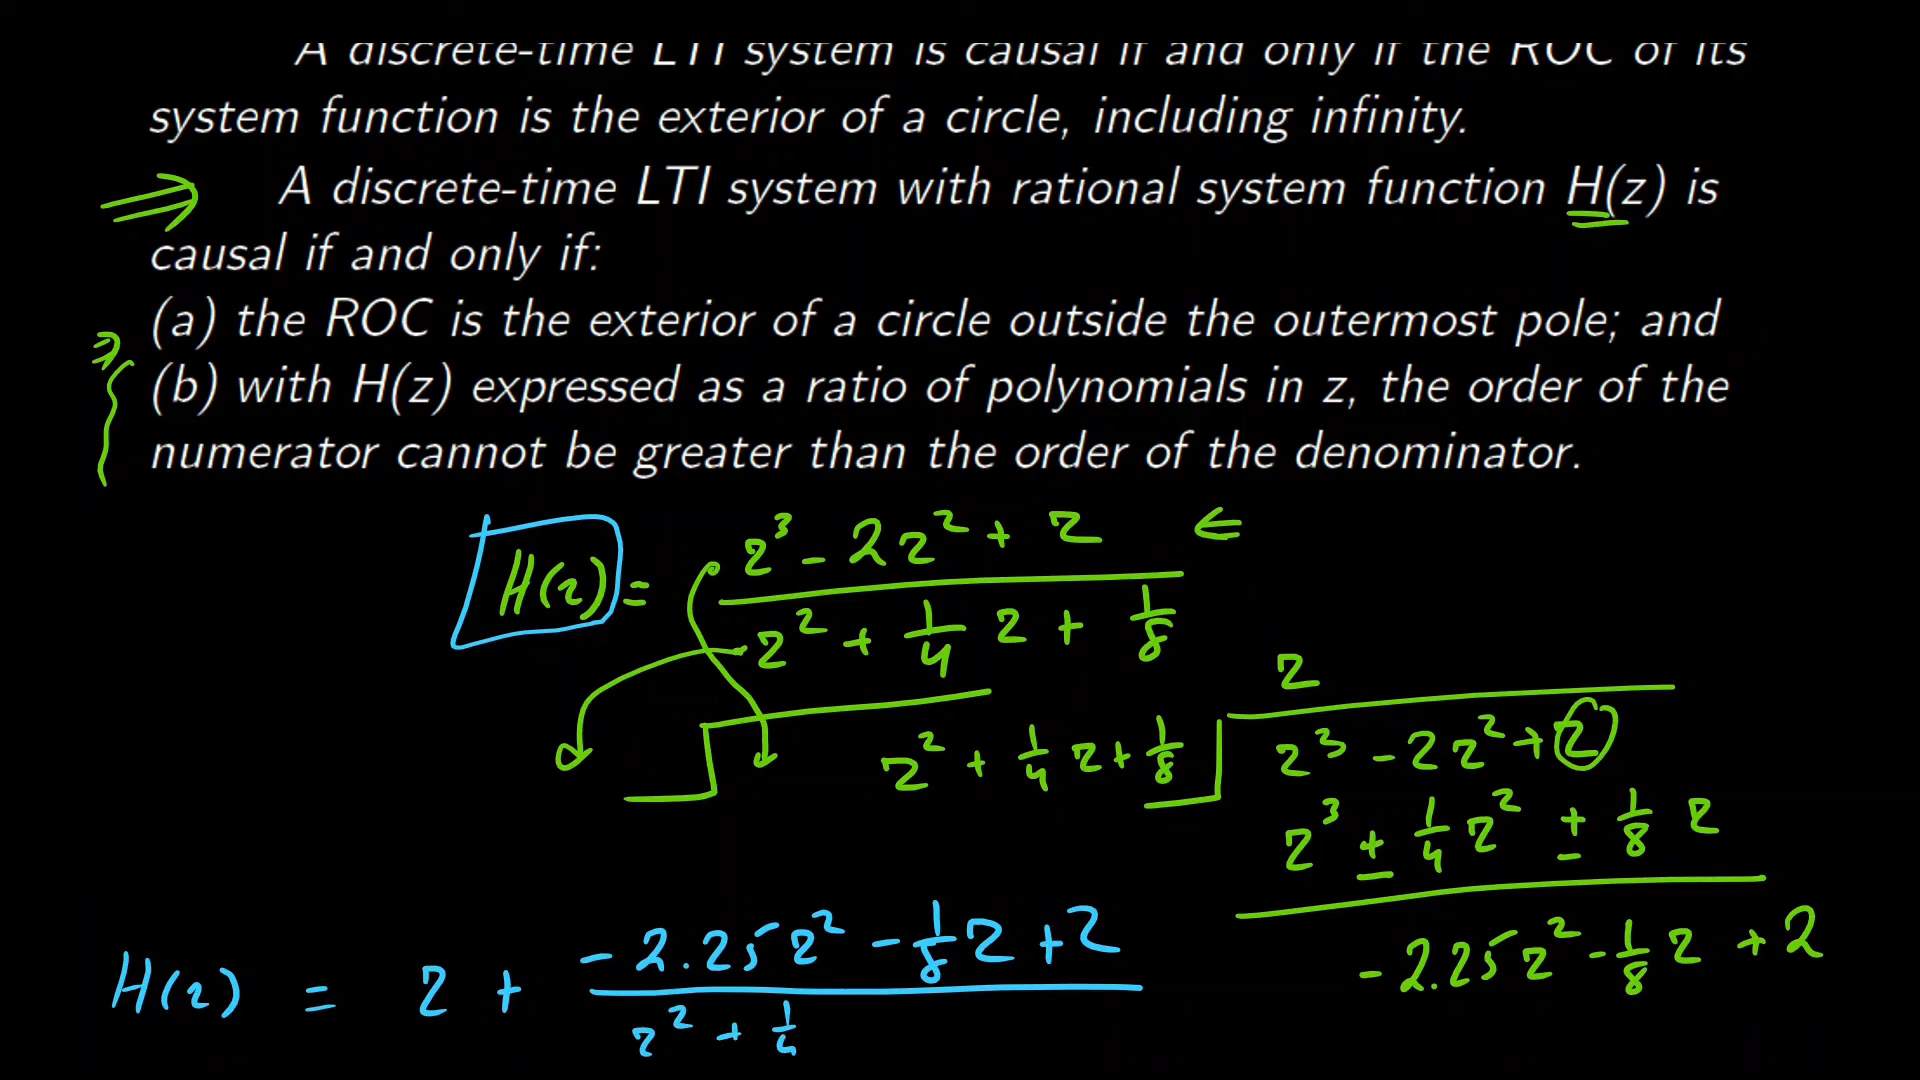 A discrete-time LTI system is causal if and only if the ROC of its
system function is the exterior of a circle, including infinity.
⇒ A discrete-time LTI system with rational system function H(z) is
causal if and only if:
(a) the ROC is the exterior of a circle outside the outermost pole; and
(b) with H(z) expressed as a ratio of polynomials in z, the order of the
numerator cannot be greater than the order of the denominator.
H(z) = (z³ - 2z² + z) / (z² + 1/4 z + 1/8) ←
z
z² + 1/4 z + 1/8 | z³ - 2z² + 2
z³ ± 1/4 z² ± 1/8 z
-2.25z² - 1/8 z + 2
H(z) = z + (-2.25z² - 1/8 z + 2) / (z² + 1/4